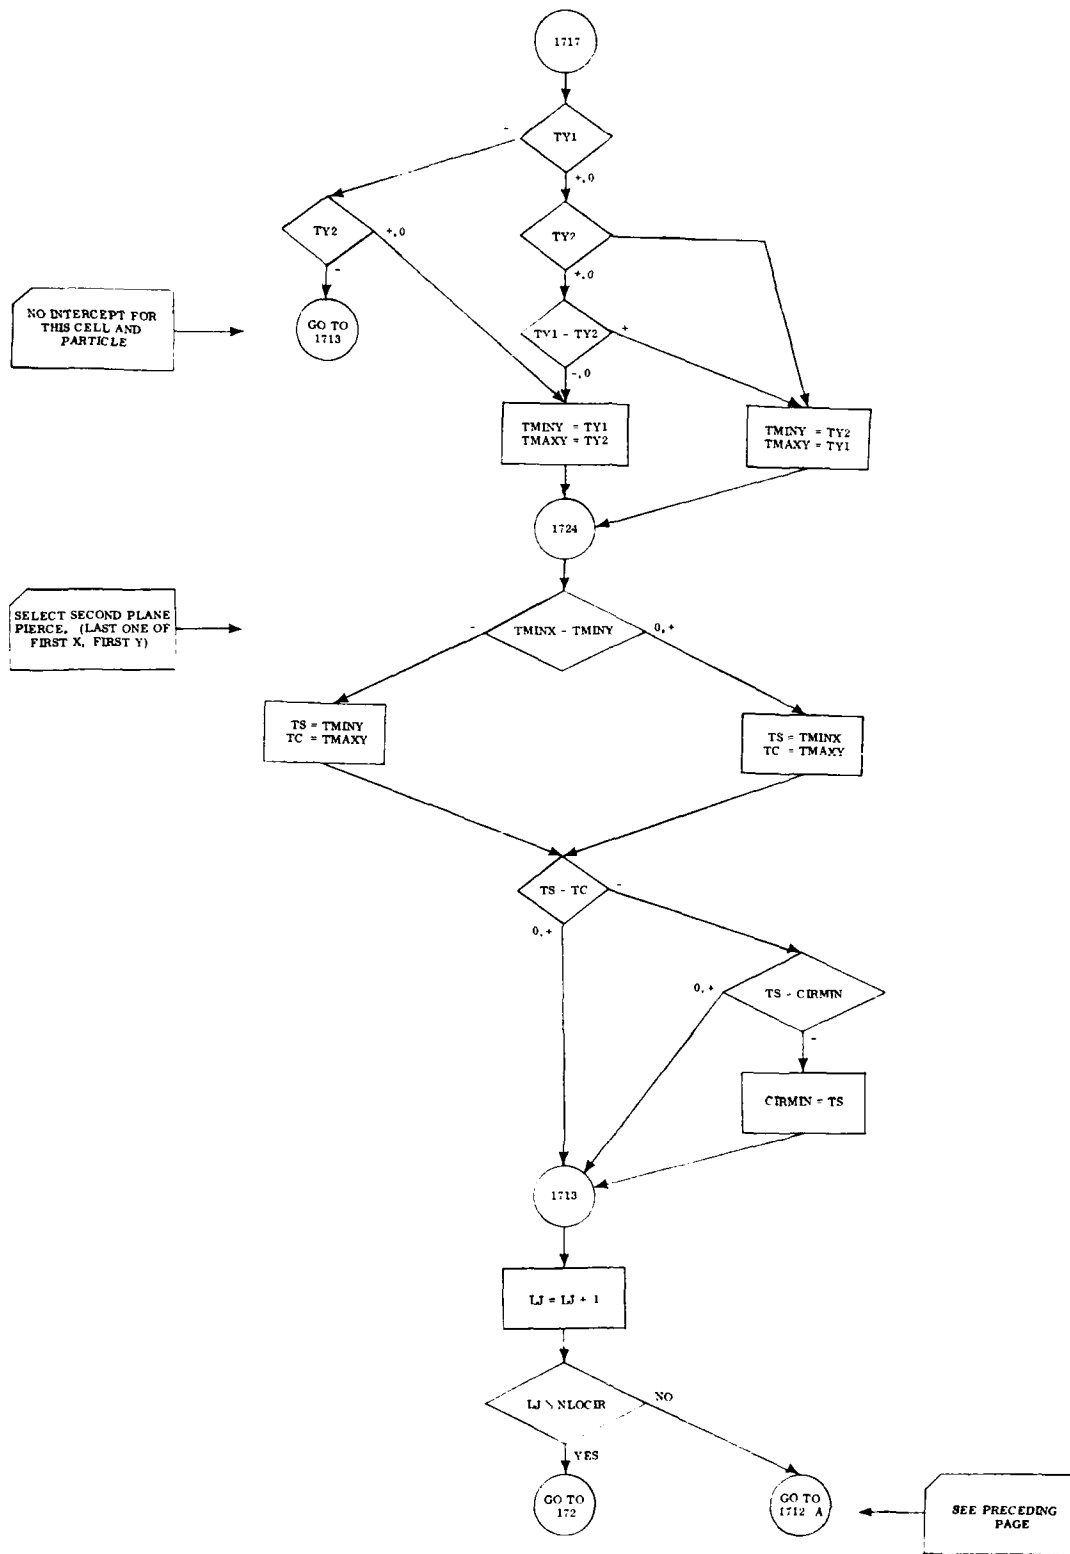 1717
TY1
-
+,0
TY2
+,0
-
TY2
+,0
NO INTERCEPT FOR
THIS CELL AND
PARTICLE
GO TO
1713
TY1 - TY2
+
-,0
TMINY = TY1
TMAXY = TY2
TMINY = TY2
TMAXY = TY1
1724
SELECT SECOND PLANE
PIERCE. (LAST ONE OF
FIRST X, FIRST Y)
-
TMINX - TMINY
0,+
TS = TMINY
TC = TMAXY
TS = TMINX
TC = TMAXY
TS - TC
-
0,+
0,+
TS - CIRMIN
-
CIRMIN = TS
1713
LJ = LJ + 1
LJ > NLOCIR
NO
YES
GO TO
172
GO TO
1712 A
SEE PRECEDING
PAGE